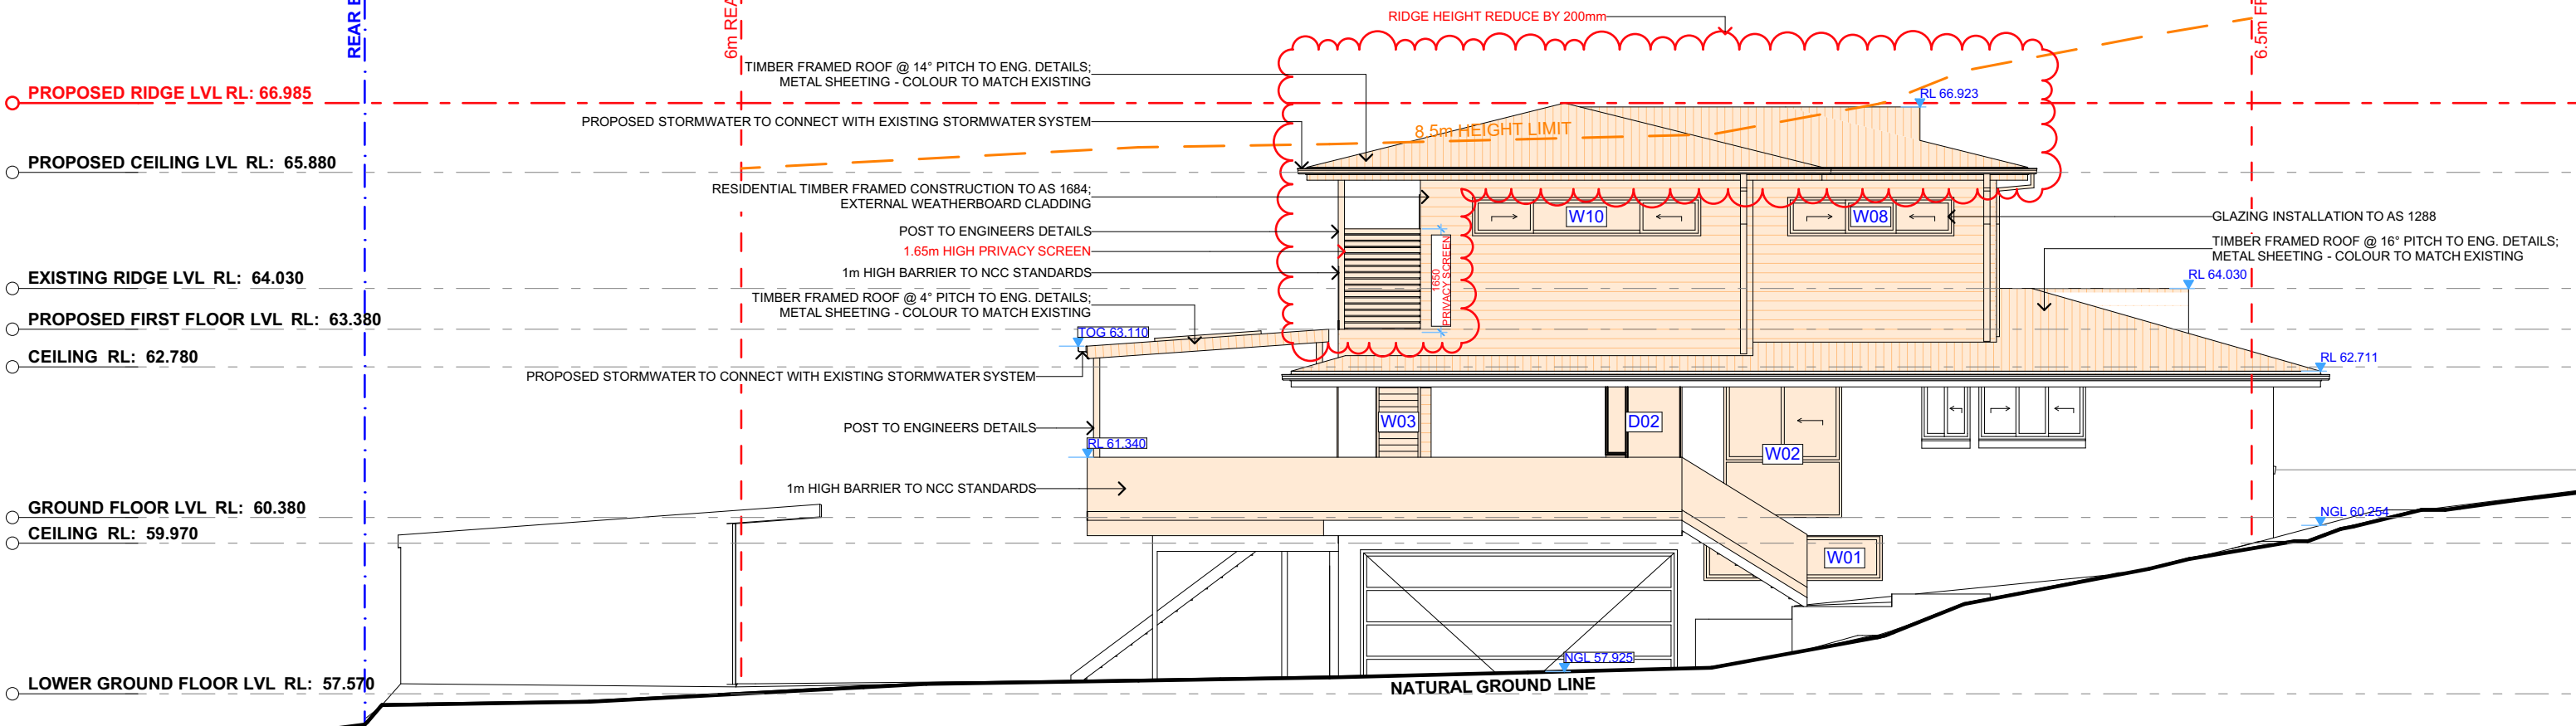 RIDGE HEIGHT REDUCE BY 200mm
REAR
6m REA
6.5m
TIMBER FRAMED ROOF @ 14° PITCH TO ENG. DETAILS;
METAL SHEETING - COLOUR TO MATCH EXISTING
PROPOSED RIDGE LVL RL: 66.985
RL 66.923
PROPOSED STORMWATER TO CONNECT WITH EXISTING STORMWATER SYSTEM
8.5m HEIGHT LIMIT
PROPOSED CEILING LVL RL: 65.880
RESIDENTIAL TIMBER FRAMED CONSTRUCTION TO AS 1684;
EXTERNAL WEATHERBOARD CLADDING
W10
W08
GLAZING INSTALLATION TO AS 1288
POST TO ENGINEERS DETAILS
1.65m HIGH PRIVACY SCREEN
1650
PRIVACY SCREEN
TIMBER FRAMED ROOF @ 16° PITCH TO ENG. DETAILS;
METAL SHEETING - COLOUR TO MATCH EXISTING
1m HIGH BARRIER TO NCC STANDARDS
RL 64.030
EXISTING RIDGE LVL RL: 64.030
TIMBER FRAMED ROOF @ 4° PITCH TO ENG. DETAILS;
METAL SHEETING - COLOUR TO MATCH EXISTING
PROPOSED FIRST FLOOR LVL RL: 63.380
TOG 63.110
CEILING RL: 62.780
RL 62.711
PROPOSED STORMWATER TO CONNECT WITH EXISTING STORMWATER SYSTEM
W03
D02
POST TO ENGINEERS DETAILS
RL 61.340
W02
1m HIGH BARRIER TO NCC STANDARDS
GROUND FLOOR LVL RL: 60.380
NGL 60.254
CEILING RL: 59.970
W01
NGL 57.925
LOWER GROUND FLOOR LVL RL: 57.570
NATURAL GROUND LINE